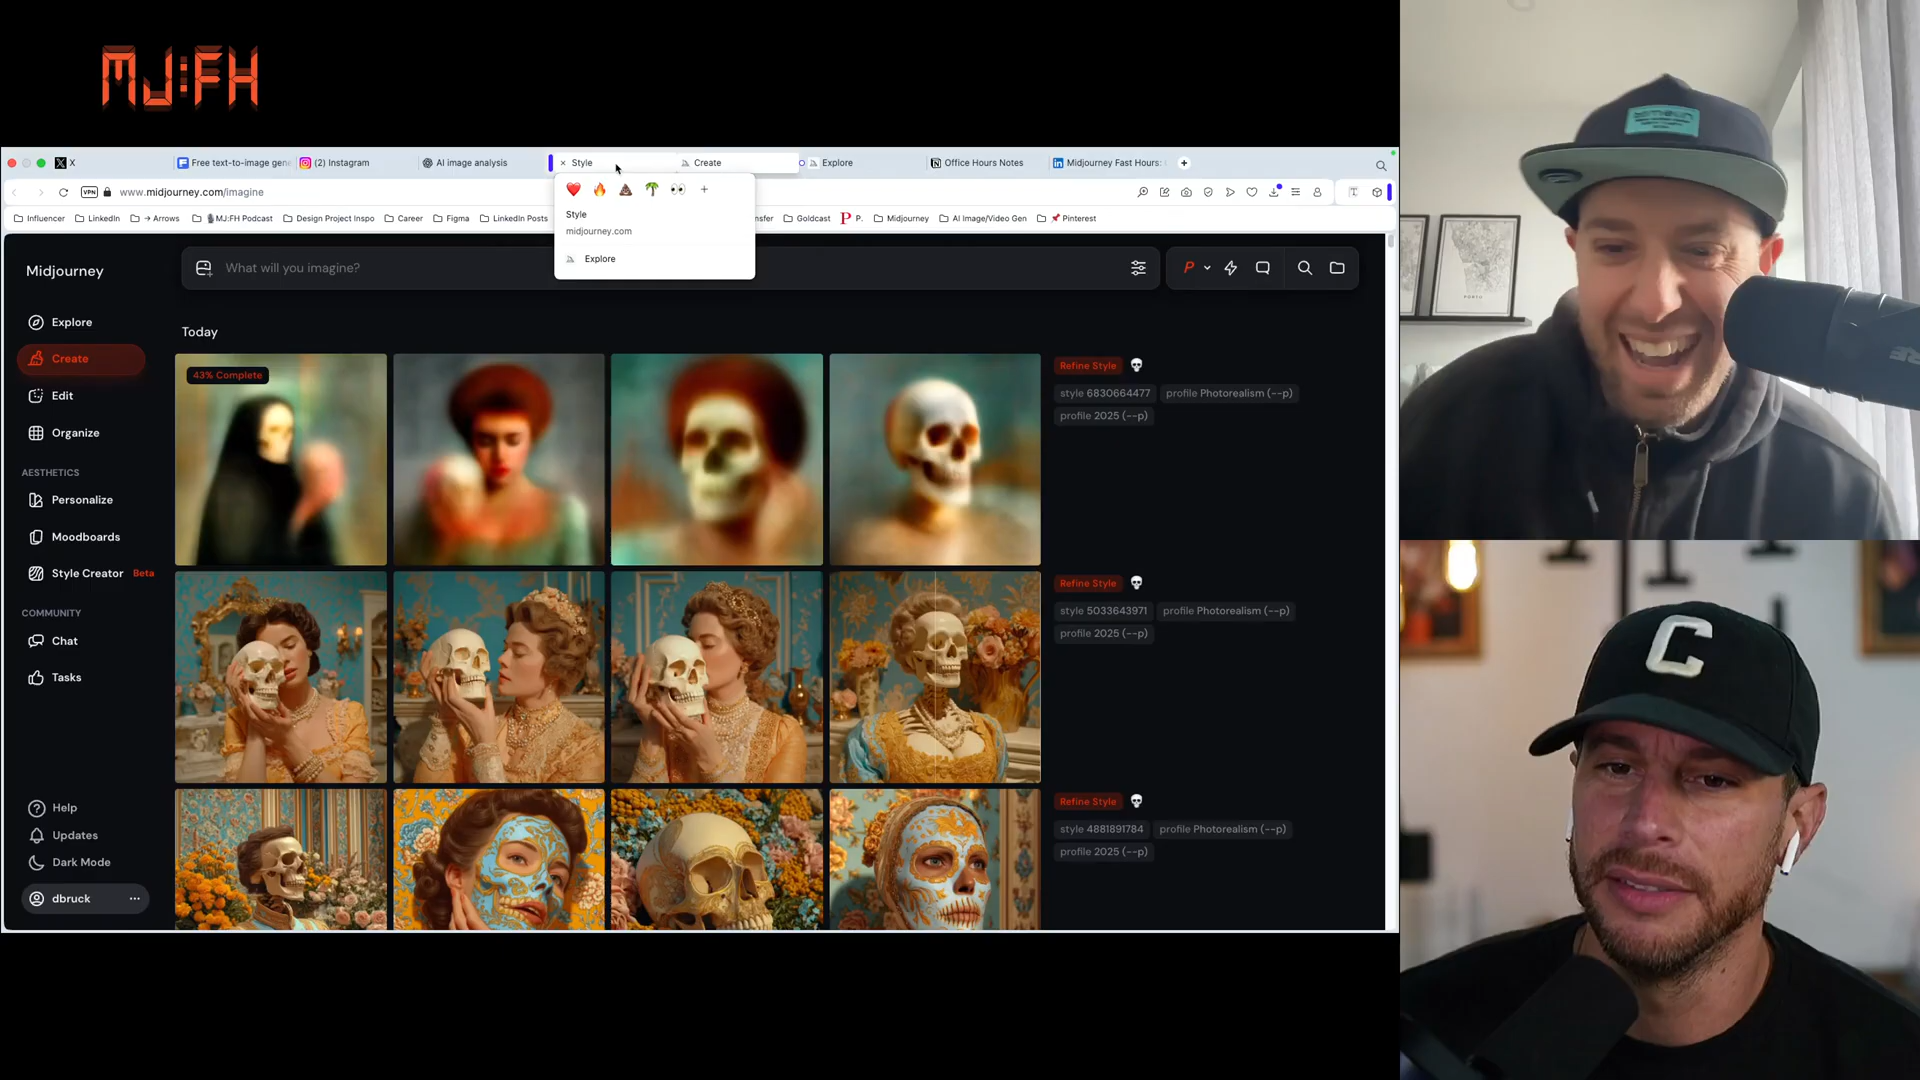 MJ:FH
X
Free text-to-image gene
(2) Instagram
AI image analysis
Style
Create
Explore
Office Hours Notes
Midjourney Fast Hours:
VPN
www.midjourney.com/imagine
Influencer
LinkedIn
→ Arrows
MJ:FH Podcast
Design Project Inspo
Career
Figma
LinkedIn Posts
nsfer
Goldcast
P.
Midjourney
AI Image/Video Gen
Pinterest
Style
midjourney.com
Explore
Midjourney
What will you imagine?
P
Explore
Create
Edit
Organize
AESTHETICS
Personalize
Moodboards
Style Creator Beta
COMMUNITY
Chat
Tasks
Help
Updates
Dark Mode
dbruck
Today
43% Complete
Refine Style 💀
style 6830664477 profile Photorealism (--p)
profile 2025 (--p)
Refine Style 💀
style 5033643971 profile Photorealism (--p)
profile 2025 (--p)
Refine Style 💀
style 4881891784 profile Photorealism (--p)
profile 2025 (--p)
PORTO
C